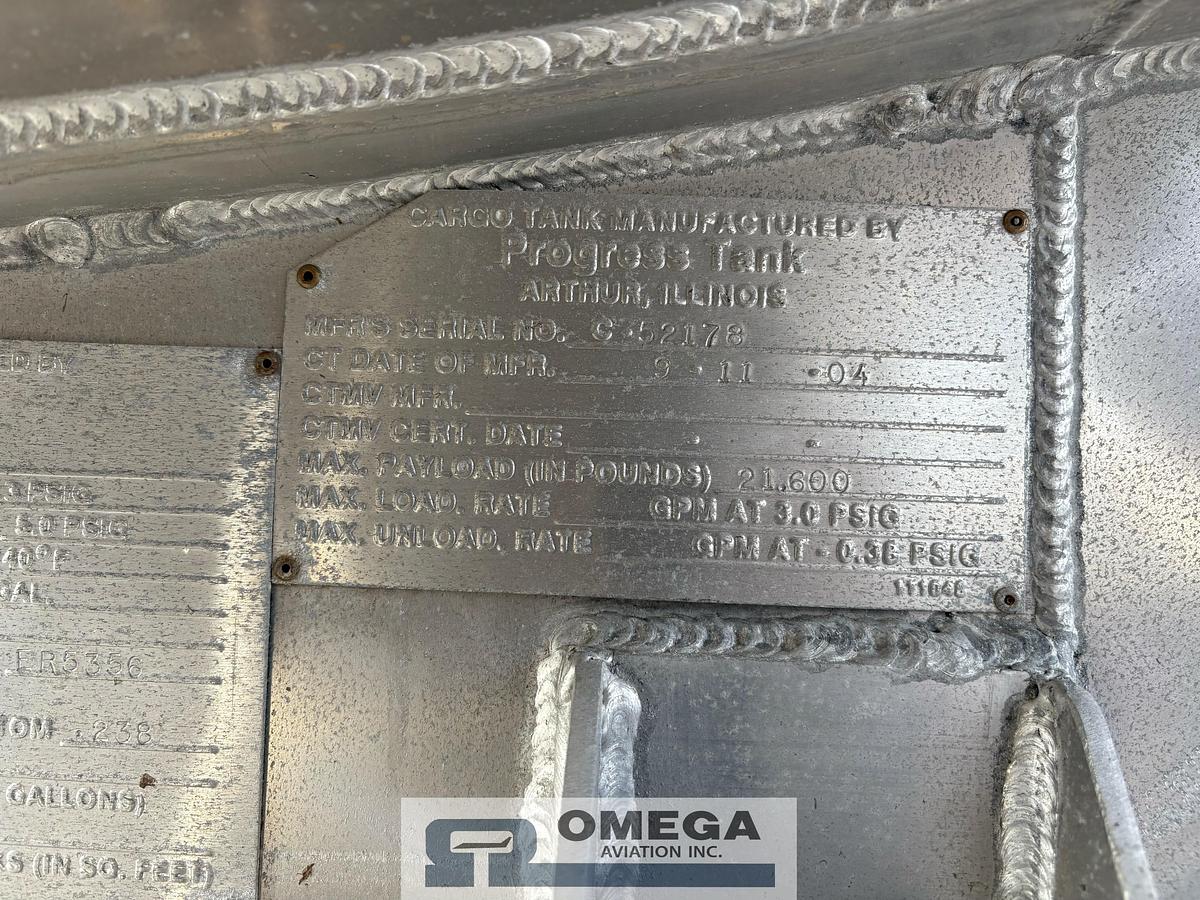 CARGO TANK MANUFACTURED BY
Progress Tank
ARTHUR, ILLINOIS
MFR'S SERIAL NO. C 52178
CT DATE OF MFR. 9 - 11 - 04
CTMV MFR.
CTMV CERT. DATE - -
MAX. PAYLOAD (IN POUNDS) 21,600
MAX. LOAD. RATE GPM AT 3.0 PSIG
MAX. UNLOAD. RATE GPM AT - 0.38 PSIG
ED BY
.3 PSIG
5.0 PSIG
40°F
GAL.
ER5356
TOM .238
GALLONS)
KS (IN SQ. FEET)
OMEGA
AVIATION INC.